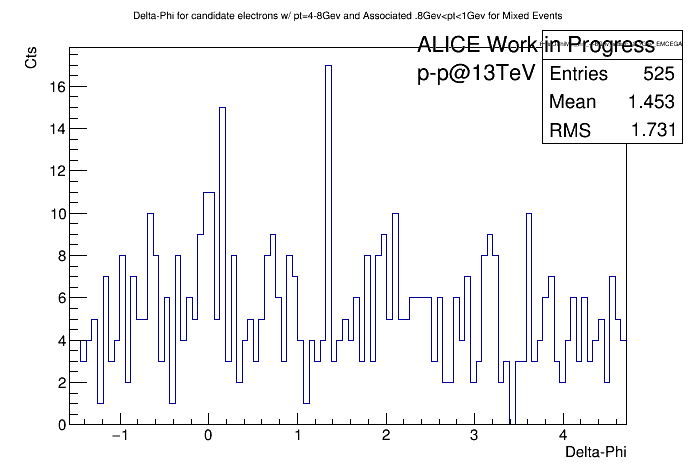 Delta-Phi for candidate electrons w/ pt=4-8Gev and Associated .8Gev<pt<1Gev for Mixed Events
Cts
ALICE Work in Progress
p-p@13TeV
EMCEGA
Entries 525
Mean 1.453
RMS 1.731
16
14
12
10
8
6
4
2
0
−1 0 1 2 3 4
Delta-Phi